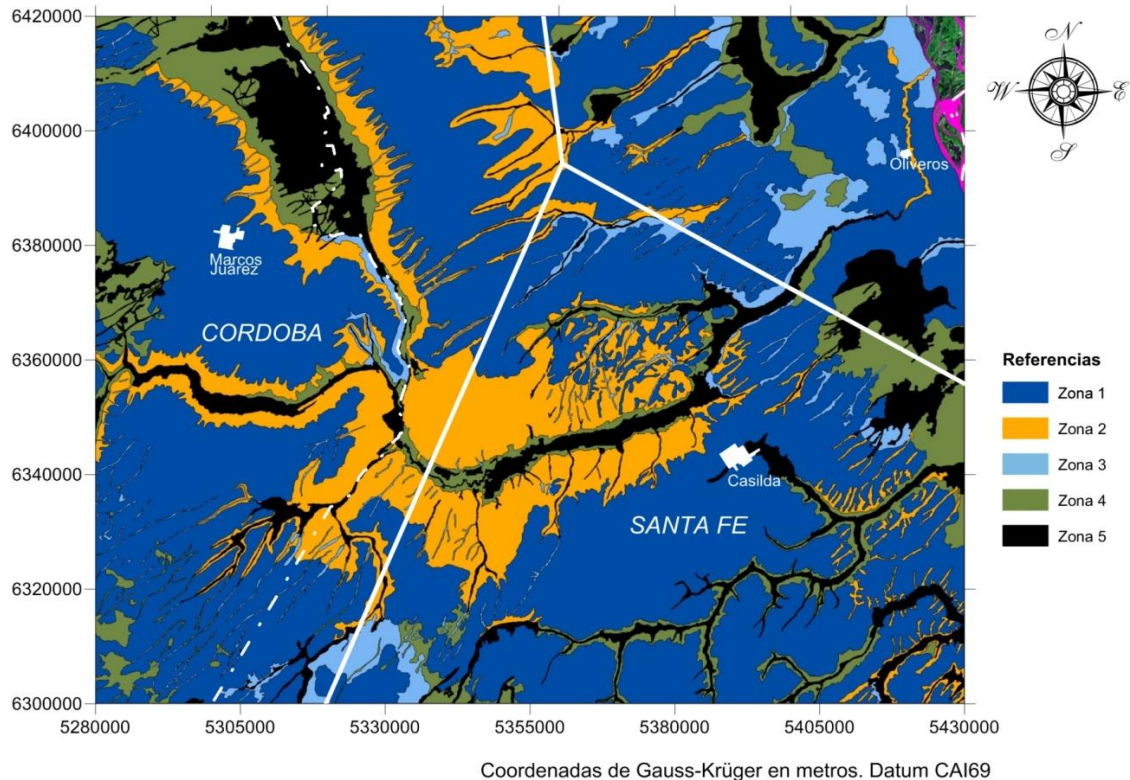 6420000
N
W
E
S
6400000
Oliveros
6380000
Marcos
Juárez
CORDOBA
6360000
Referencias
Zona 1
Zona 2
Zona 3
Zona 4
Zona 5
6340000
Casilda
SANTA FE
6320000
6300000
5280000 5305000 5330000 5355000 5380000 5405000 5430000
Coordenadas de Gauss-Krüger en metros. Datum CAI69